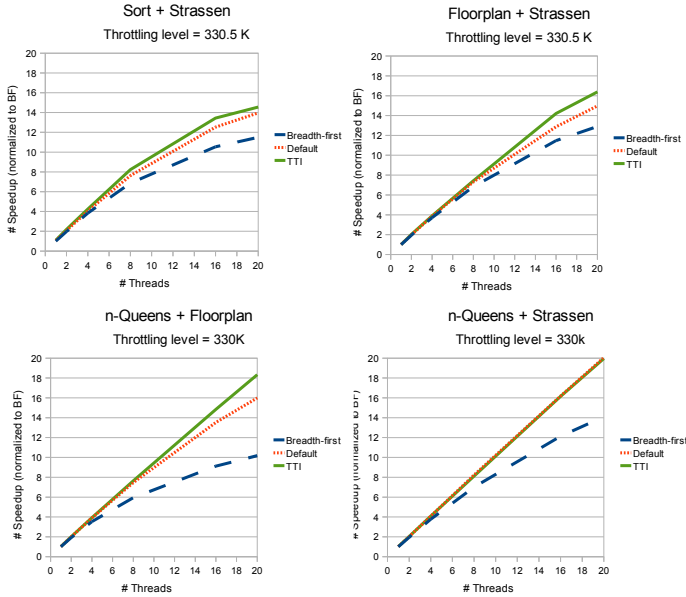 Sort + Strassen
Throttling level = 330.5 K
# Speedup (normalized to BF)
20
18
16
14
12
10
8
6
4
2
0
0 2 4 6 8 10 12 14 16 18 20
# Threads
Breadth-first
Default
TTI
Floorplan + Strassen
Throttling level = 330.5 K
# Speedup (normalized to BF)
20
18
16
14
12
10
8
6
4
2
0
0 2 4 6 8 10 12 14 16 18 20
# Threads
Breadth-first
Default
TTI
n-Queens + Floorplan
Throttling level = 330K
# Speedup (normalized to BF)
20
18
16
14
12
10
8
6
4
2
0
0 2 4 6 8 10 12 14 16 18 20
# Threads
Breadth-first
Default
TTI
n-Queens + Strassen
Throttling level = 330k
# Speedup (normalized to BF)
20
18
16
14
12
10
8
6
4
2
0
0 2 4 6 8 10 12 14 16 18 20
# Threads
Breadth-first
Default
TTI